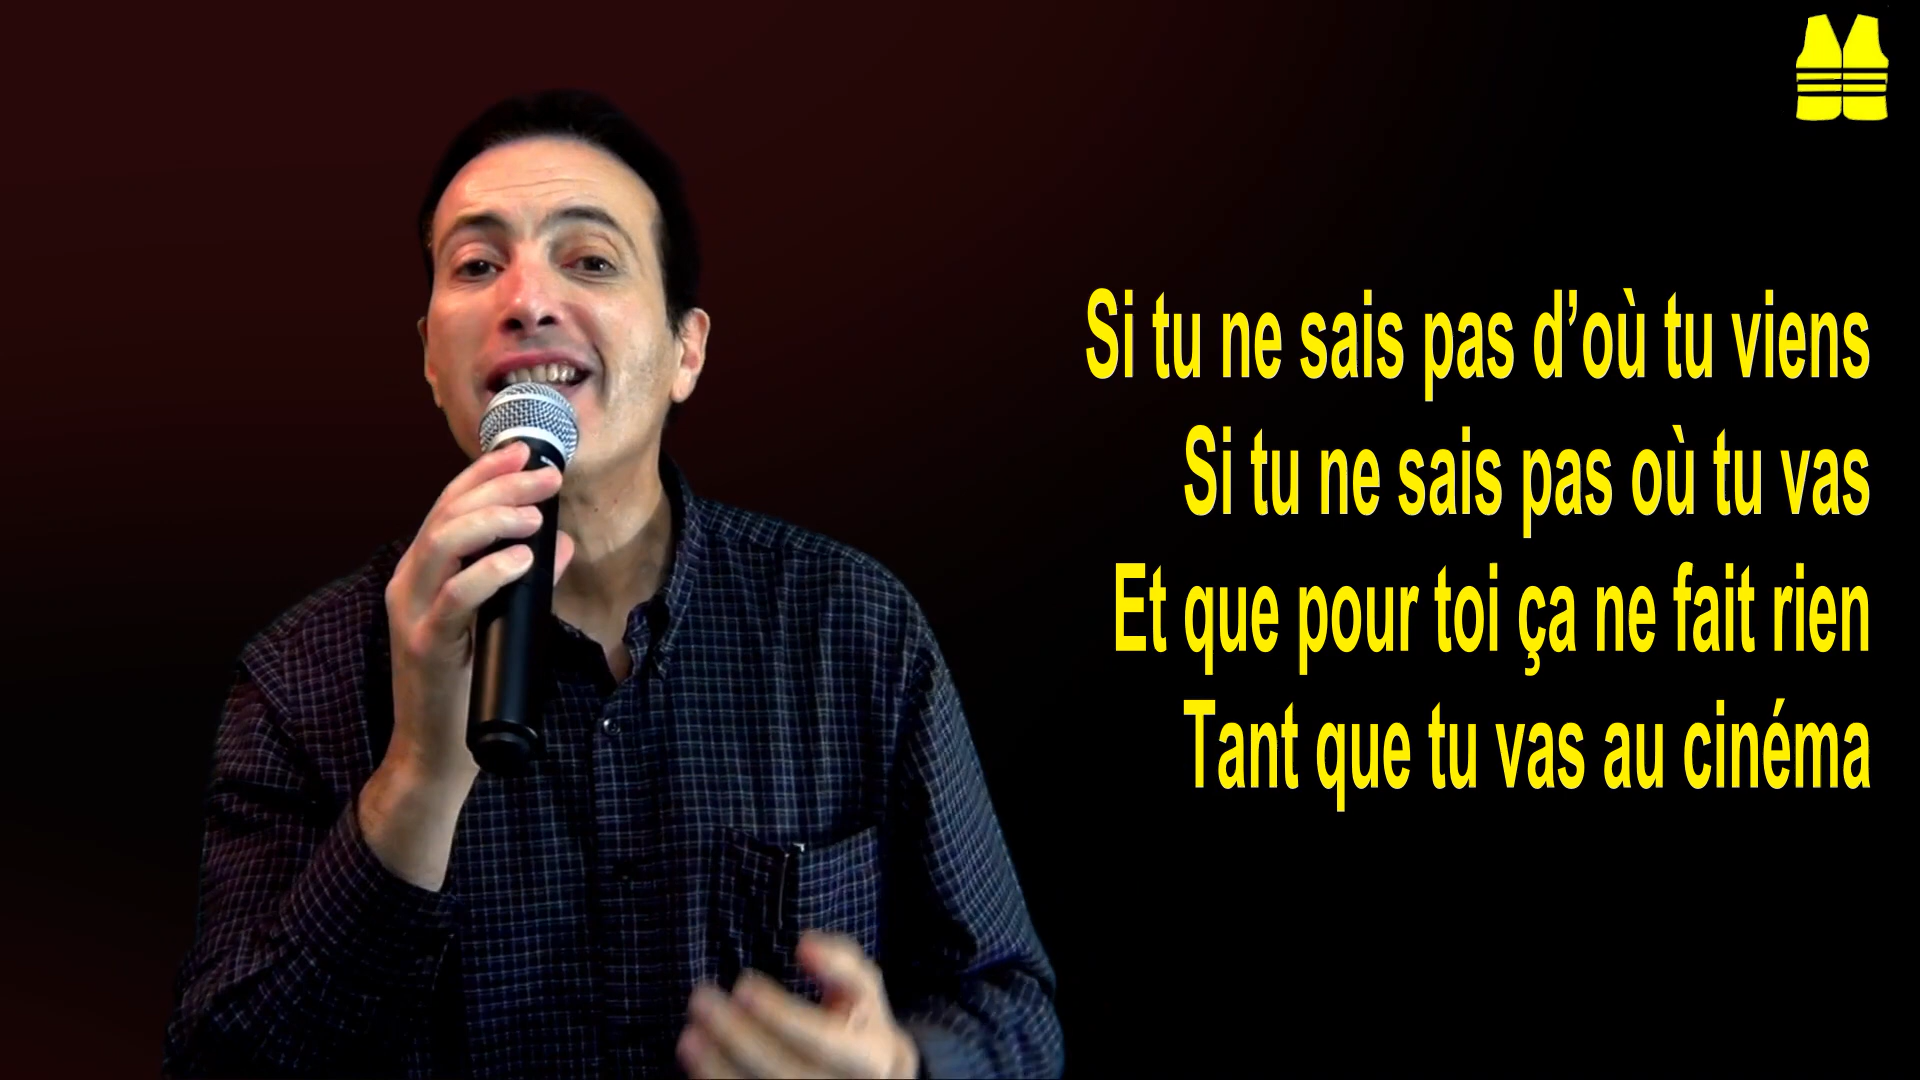 Si tu ne sais pas d’où tu viens
Si tu ne sais pas où tu vas
Et que pour toi ça ne fait rien
Tant que tu vas au cinéma